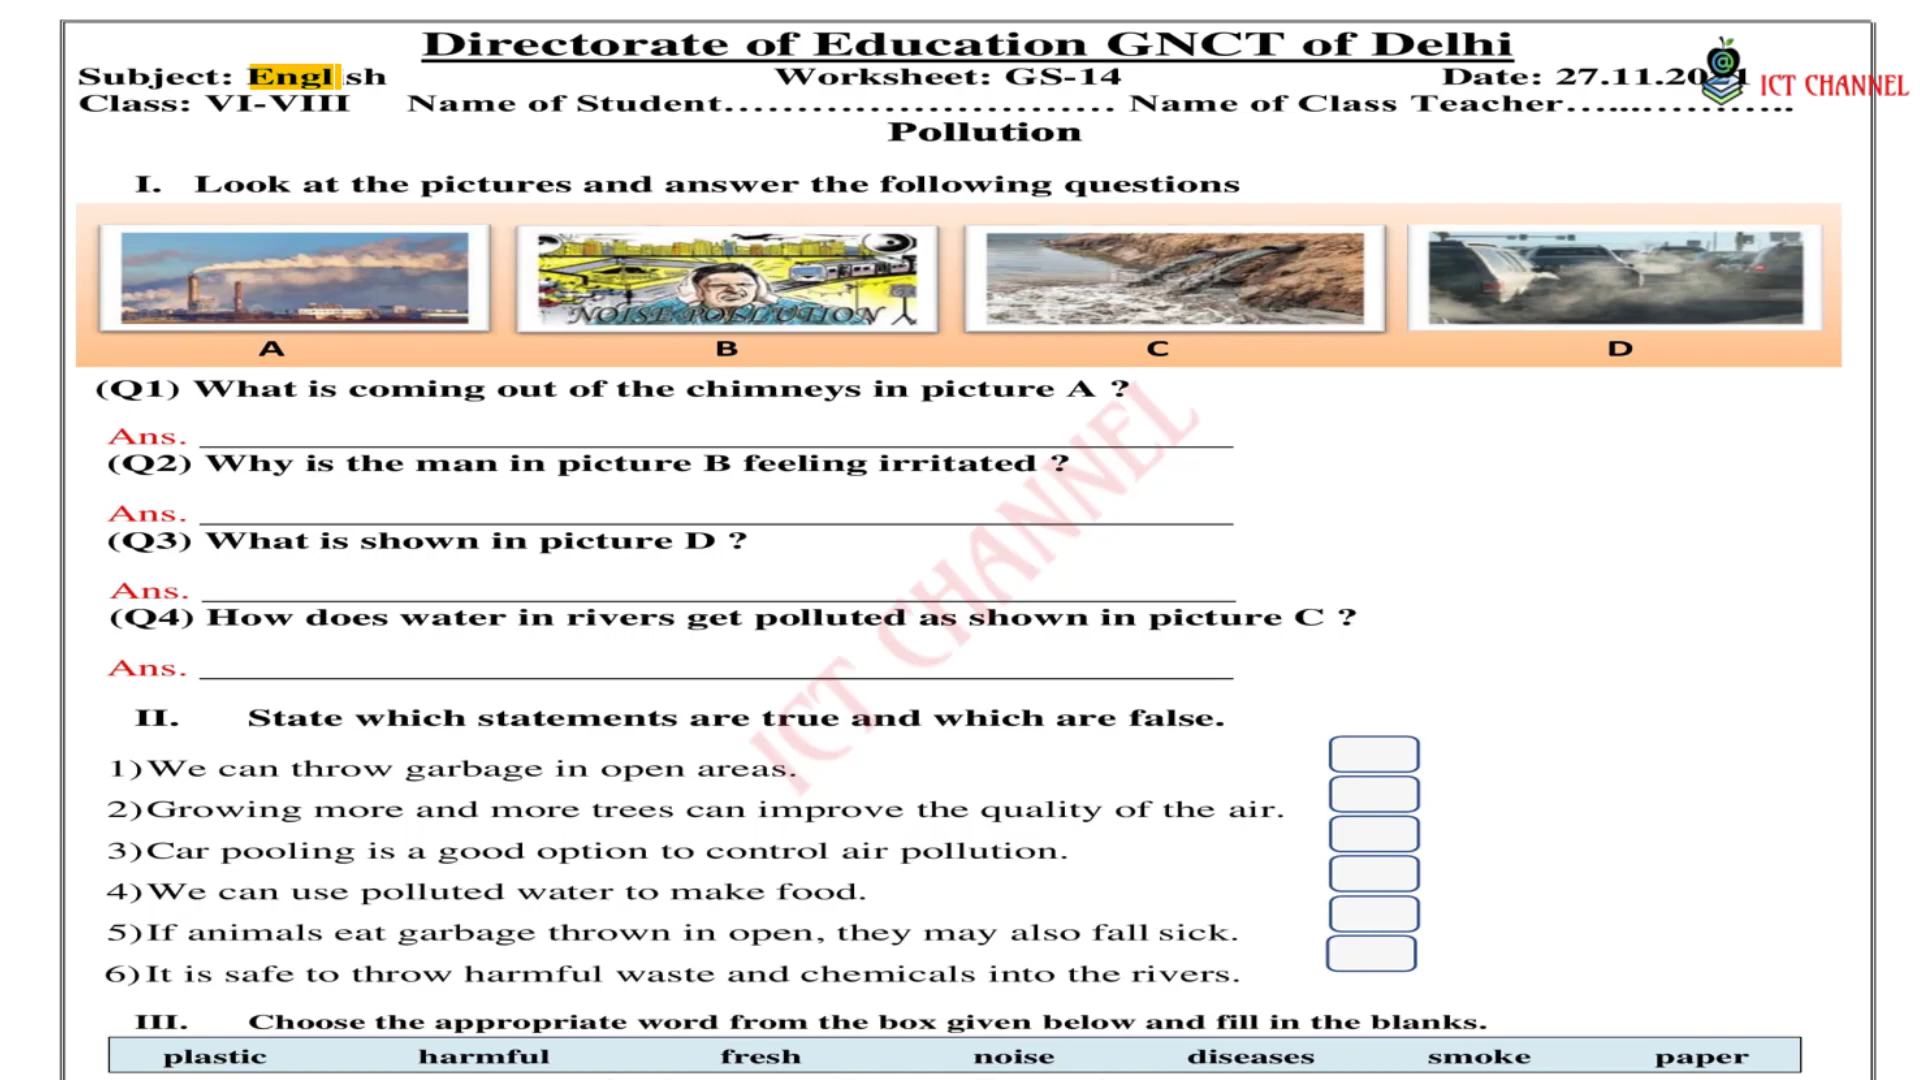 Directorate of Education GNCT of Delhi
Subject: English Worksheet: GS-14 Date: 27.11.2021
ICT CHANNEL
Class: VI-VIII Name of Student........................... Name of Class Teacher.................
Pollution
I. Look at the pictures and answer the following questions
NOISE POLLUTION
A B C D
(Q1) What is coming out of the chimneys in picture A ?
Ans.
(Q2) Why is the man in picture B feeling irritated ?
Ans.
(Q3) What is shown in picture D ?
Ans.
(Q4) How does water in rivers get polluted as shown in picture C ?
Ans.
ICT CHANNEL
II. State which statements are true and which are false.
1)We can throw garbage in open areas.
2)Growing more and more trees can improve the quality of the air.
3)Car pooling is a good option to control air pollution.
4)We can use polluted water to make food.
5)If animals eat garbage thrown in open, they may also fall sick.
6)It is safe to throw harmful waste and chemicals into the rivers.
III. Choose the appropriate word from the box given below and fill in the blanks.
plastic harmful fresh noise diseases smoke paper